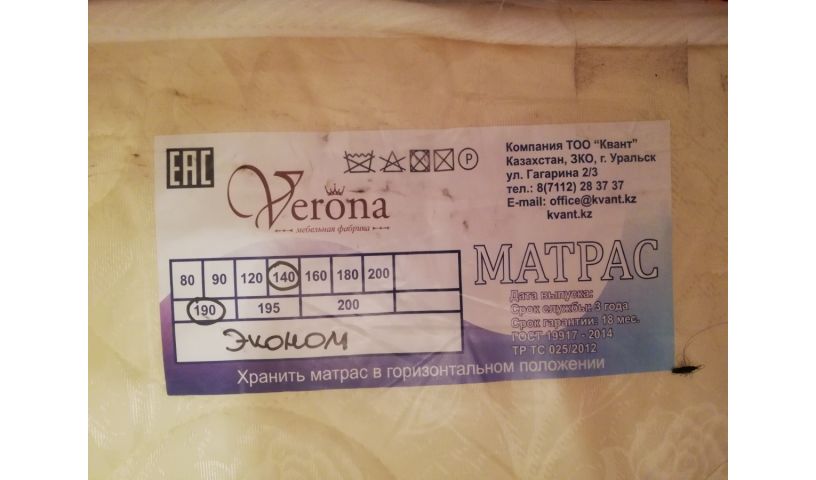 EAC
Verona
мебельная фабрика
P
Компания ТОО “Квант”
Казахстан, ЗКО, г. Уральск
ул. Гагарина 2/3
тел.: 8(7112) 28 37 37
E-mail: office@kvant.kz
kvant.kz
80 90 120 140 160 180 200
190 195 200
Эконом
МАТРАС
Дата выпуска:
Срок службы: 3 года
Срок гарантии: 18 мес.
ГОСТ 19917 - 2014
ТР ТС 025/2012
Хранить матрас в горизонтальном положении